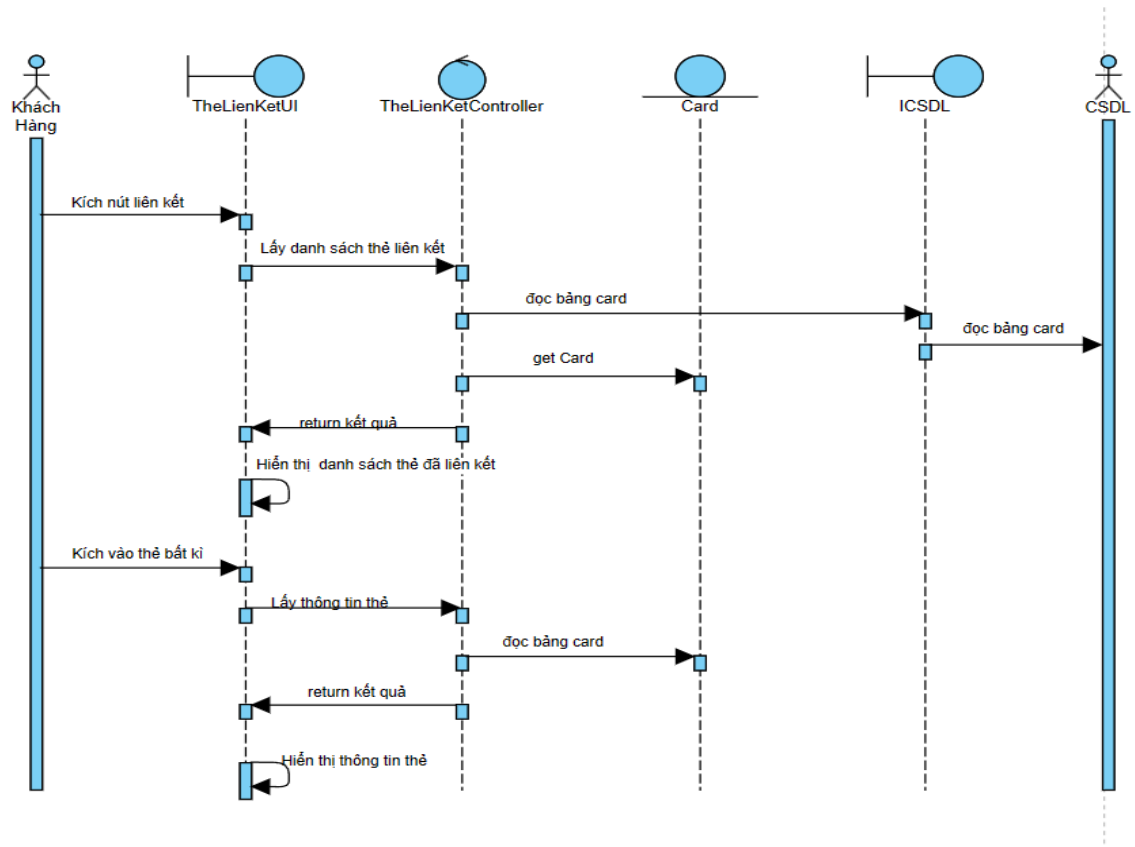 Khách
Hàng
TheLienKetUI
TheLienKetController
Card
ICSDL
CSDL
Kích nút liên kết
Lấy danh sách thẻ liên kết
đọc bảng card
đọc bảng card
get Card
return kết quả
Hiển thị danh sách thẻ đã liên kết
Kích vào thẻ bất kì
Lấy thông tin thẻ
đọc bảng card
return kết quả
Hiển thị thông tin thẻ